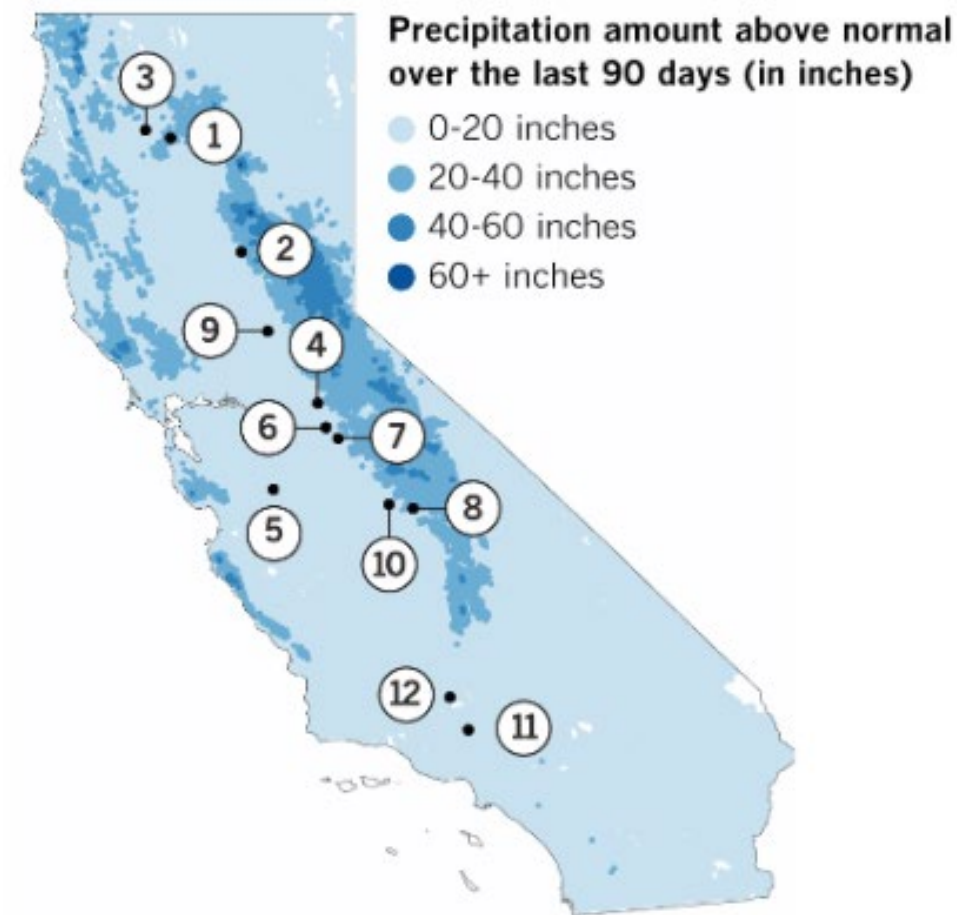 Precipitation amount above normal
over the last 90 days (in inches)
0-20 inches
20-40 inches
40-60 inches
60+ inches
3
1
2
9
4
6
7
5
8
10
12
11